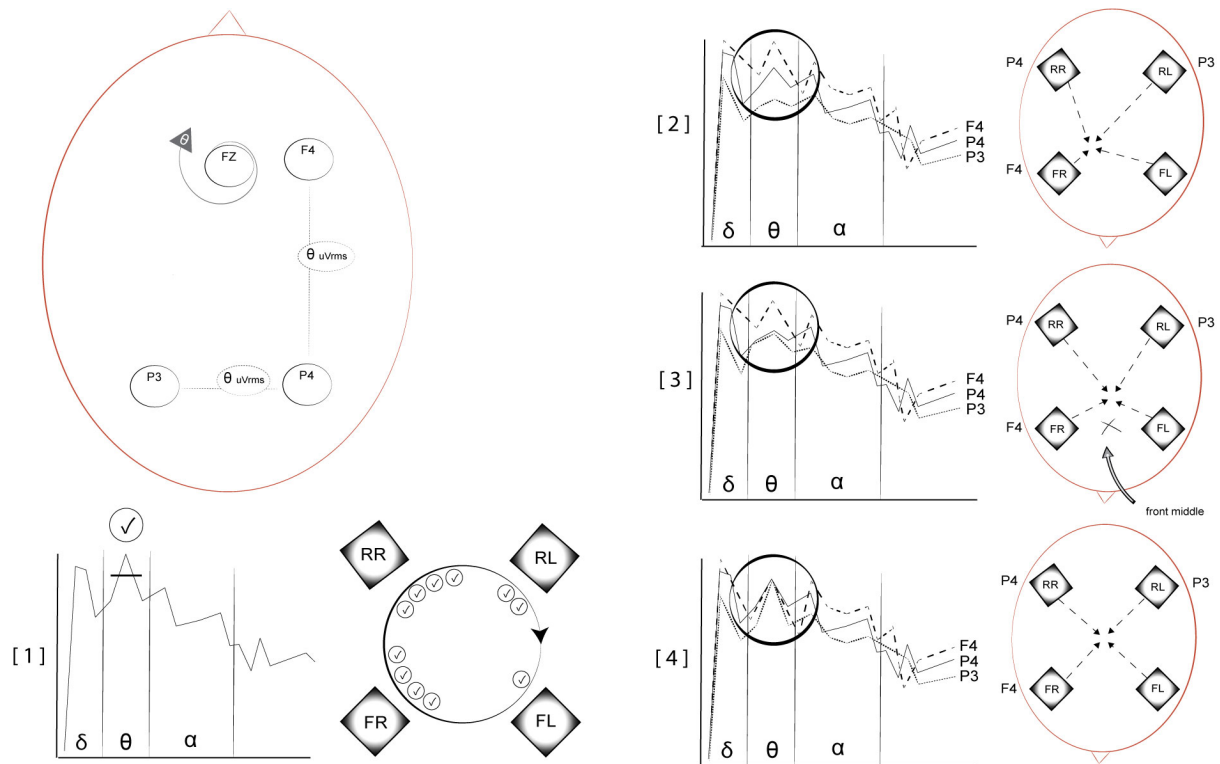 θ
FZ
F4
θ uVrms
P3
θ uVrms
P4
[1]
✓
δ θ α
RR
RL
✓ ✓ ✓ ✓
✓ ✓
✓ ✓ ✓ ✓
✓
FR
FL
[2]
F4
P4
P3
δ θ α
P4
RR
RL
P3
F4
FR
FL
[3]
F4
P4
P3
δ θ α
P4
RR
RL
P3
F4
FR
FL
front middle
[4]
F4
P4
P3
δ θ α
P4
RR
RL
P3
F4
FR
FL